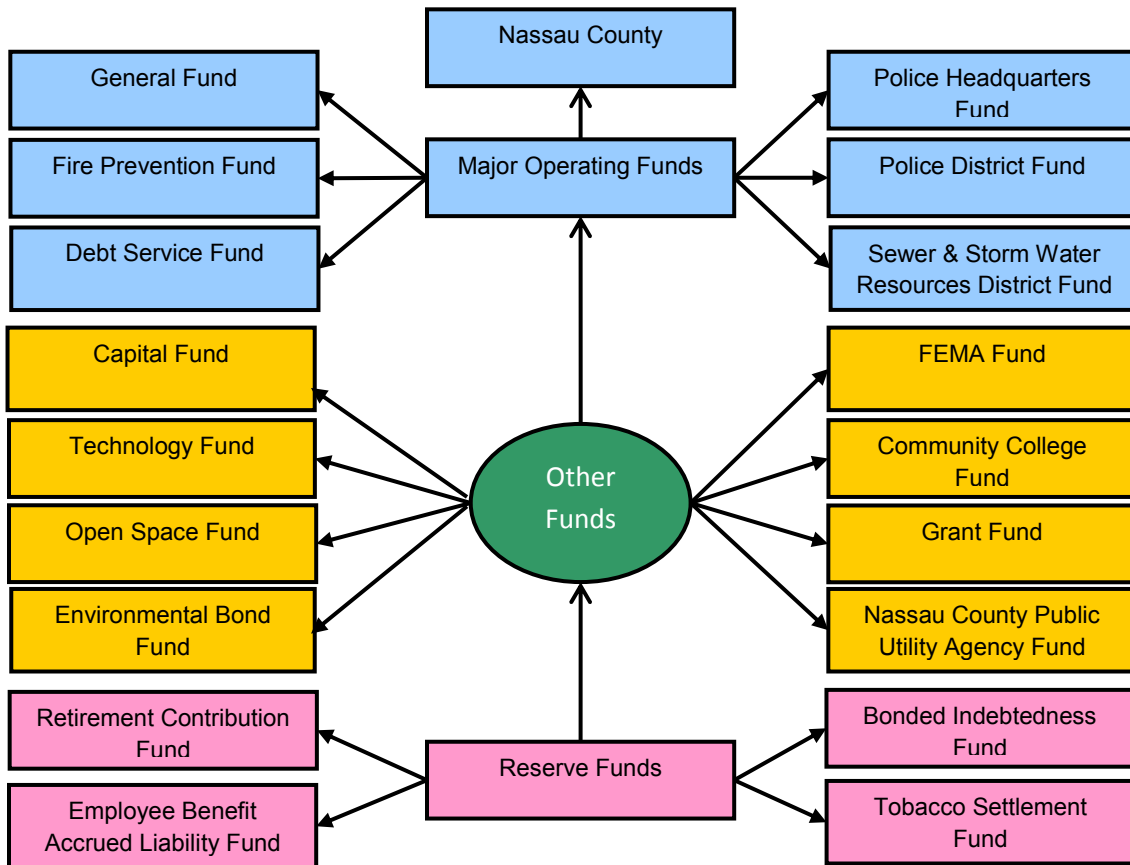 Nassau County
General Fund
Police Headquarters
Fund
Fire Prevention Fund
Major Operating Funds
Police District Fund
Debt Service Fund
Sewer & Storm Water
Resources District Fund
Capital Fund
FEMA Fund
Technology Fund
Community College
Fund
Other
Funds
Open Space Fund
Grant Fund
Environmental Bond
Fund
Nassau County Public
Utility Agency Fund
Retirement Contribution
Fund
Reserve Funds
Bonded Indebtedness
Fund
Employee Benefit
Accrued Liability Fund
Tobacco Settlement
Fund